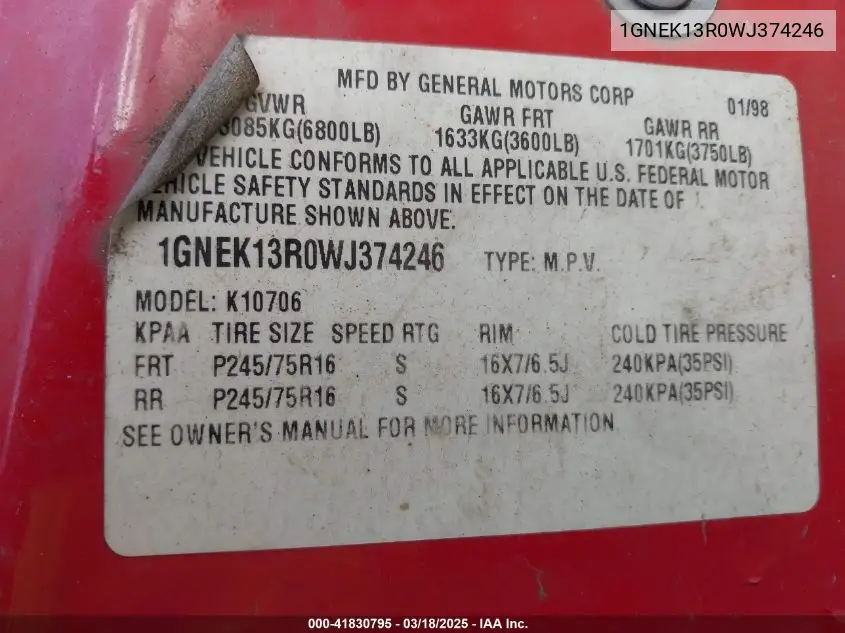 1GNEK13R0WJ374246
MFD BY GENERAL MOTORS CORP 01/98
GVWR GAWR FRT GAWR RR
3085KG(6800LB) 1633KG(3600LB) 1701KG(3750LB)
VEHICLE CONFORMS TO ALL APPLICABLE U.S. FEDERAL MOTOR
VEHICLE SAFETY STANDARDS IN EFFECT ON THE DATE OF
MANUFACTURE SHOWN ABOVE.
1GNEK13R0WJ374246 TYPE: M.P.V.
MODEL: K10706
KPAA TIRE SIZE SPEED RTG RIM COLD TIRE PRESSURE
FRT P245/75R16 S 16X7/6.5J 240KPA(35PSI)
RR P245/75R16 S 16X7/6.5J 240KPA(35PSI)
SEE OWNER'S MANUAL FOR MORE INFORMATION
000-41830795 - 03/18/2025 - IAA Inc.